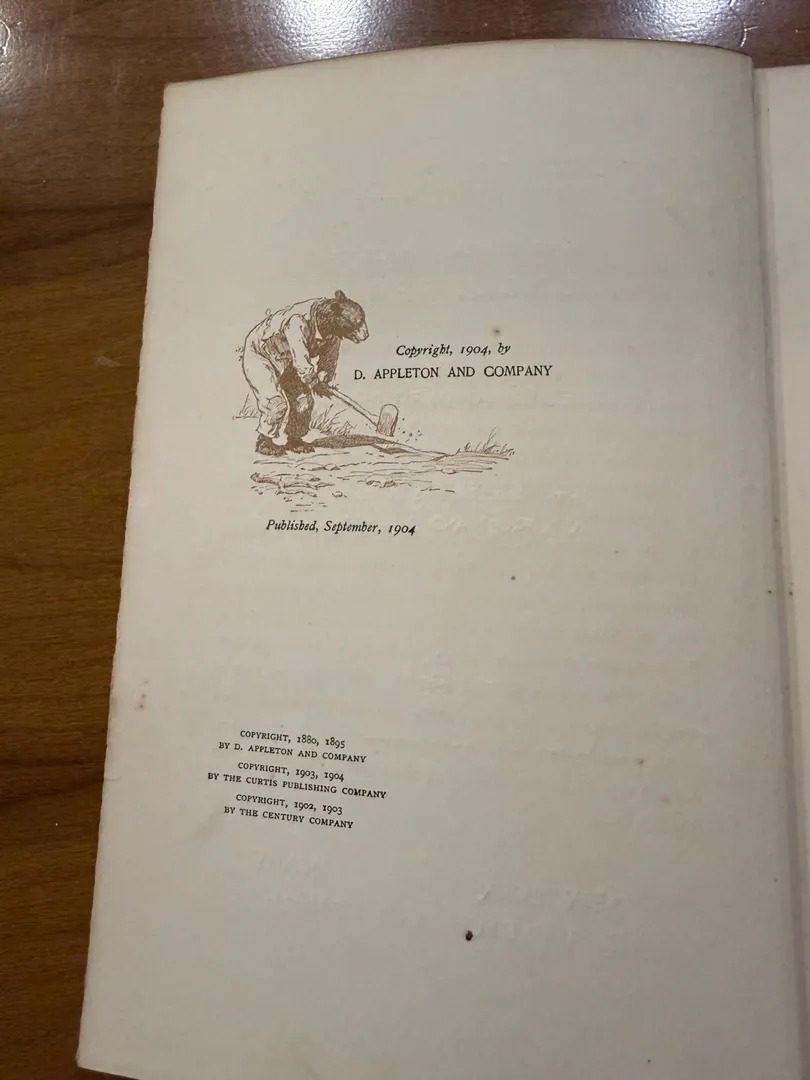 Copyright, 1904, by
D. APPLETON AND COMPANY
Published, September, 1904
COPYRIGHT, 1880, 1895
BY D. APPLETON AND COMPANY
COPYRIGHT, 1903, 1904
BY THE CURTIS PUBLISHING COMPANY
COPYRIGHT, 1902, 1903
BY THE CENTURY COMPANY